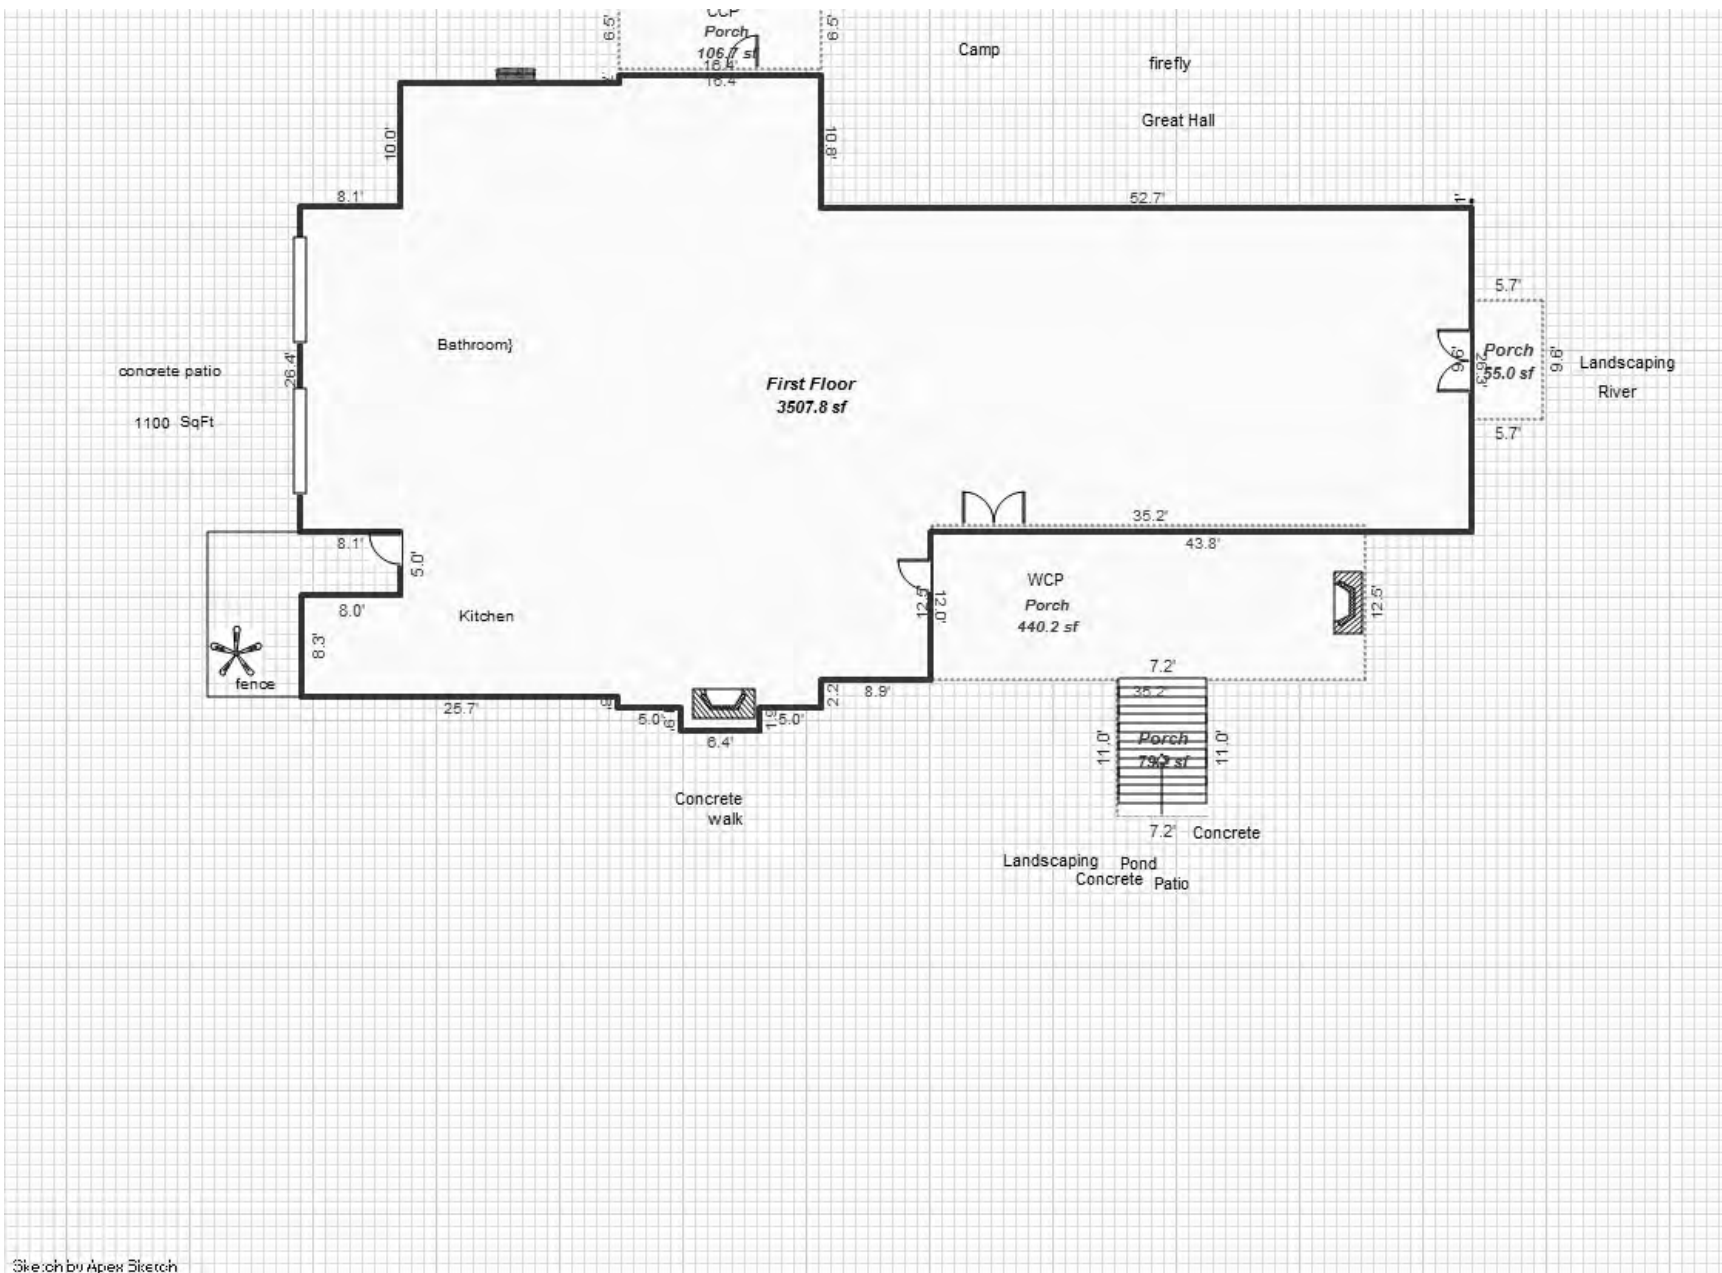 6.5'
CCP
6.5'
Porch
106.7 sf
16.4'
16.4'
Camp
firefly
Great Hall
10.0'
10.8'
8.1'
52.7'
1'
5.7'
Bathroom}
26.4'
concrete patio
1100 SqFt
First Floor
3507.8 sf
9.6'
26.3'
Porch
55.0 sf
9.6'
Landscaping
River
5.7'
35.2'
43.8'
8.1'
5.0'
8.0'
Kitchen
8.3'
fence
12.5'
12.0'
WCP
Porch
440.2 sf
12.5'
25.7'
5.0'
6.4'
5.0'
2.2
8.9'
7.2'
35.2'
11.0'
Porch
11.0'
7.2'
Concrete
Concrete
walk
Landscaping Pond
Concrete Patio
Sketch by Apex Sketch